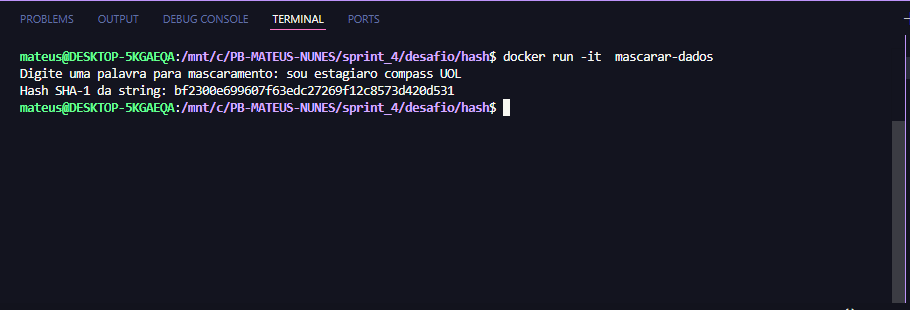 PROBLEMS OUTPUT DEBUG CONSOLE TERMINAL PORTS
mateus@DESKTOP-5KGAEQA:/mnt/c/PB-MATEUS-NUNES/sprint_4/desafio/hash$ docker run -it  mascarar-dados
Digite uma palavra para mascaramento: sou estagiaro compass UOL
Hash SHA-1 da string: bf2300e699607f63edc27269f12c8573d420d531
mateus@DESKTOP-5KGAEQA:/mnt/c/PB-MATEUS-NUNES/sprint_4/desafio/hash$